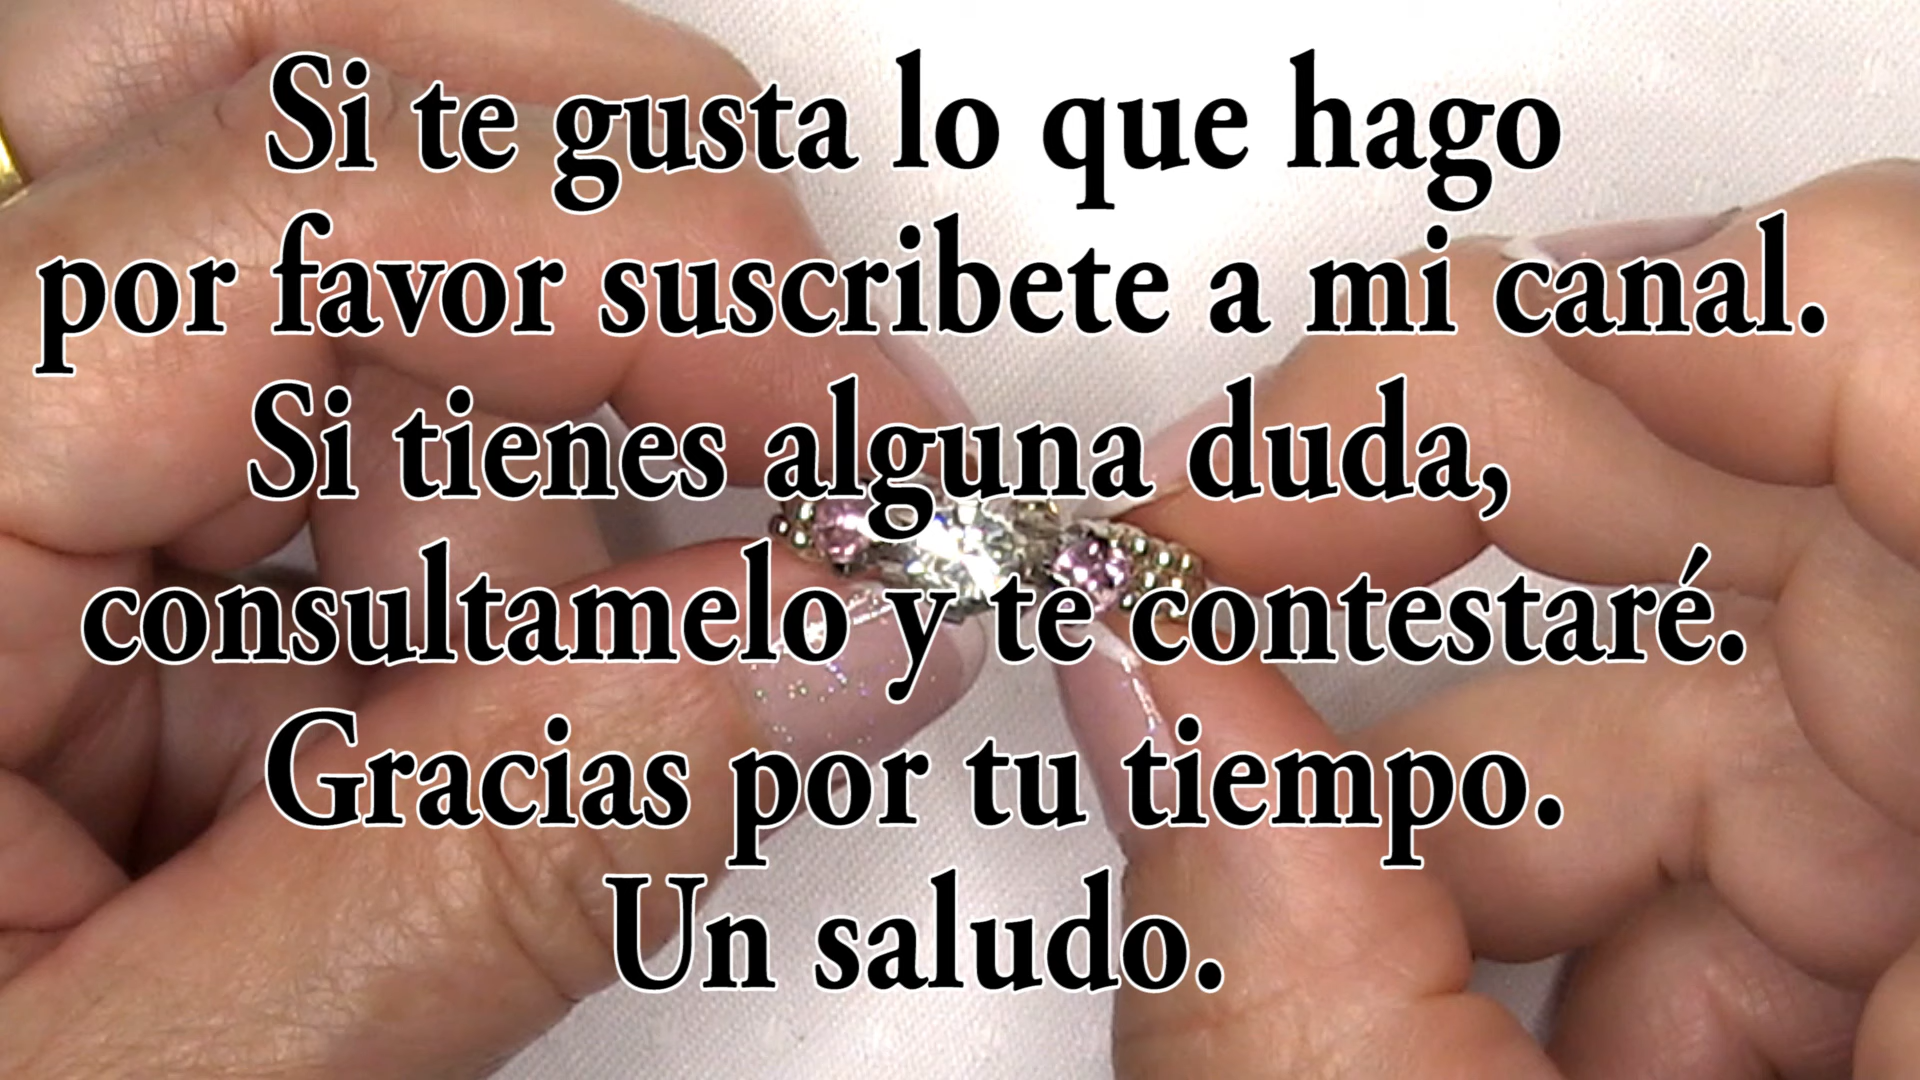 Si te gusta lo que hago
por favor suscribete a mi canal.
Si tienes alguna duda,
consultamelo y te contestaré.
Gracias por tu tiempo.
Un saludo.